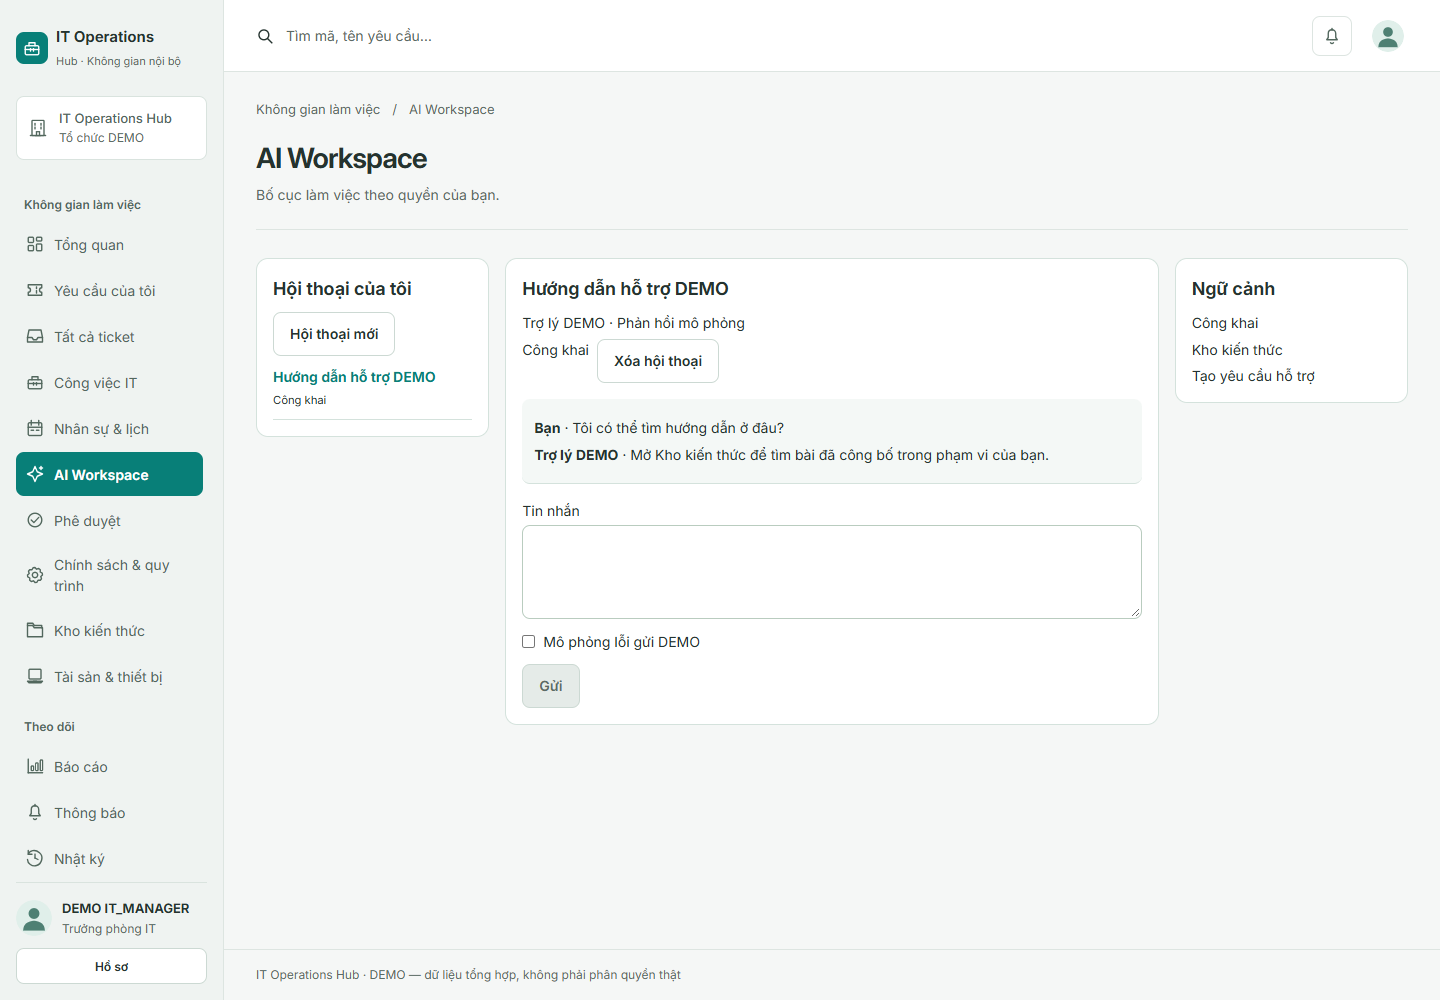 IT Operations
Hub · Không gian nội bộ
IT Operations Hub
Tổ chức DEMO
Không gian làm việc
Tổng quan
Yêu cầu của tôi
Tất cả ticket
Công việc IT
Nhân sự & lịch
AI Workspace
Phê duyệt
Chính sách & quy
trình
Kho kiến thức
Tài sản & thiết bị
Theo dõi
Báo cáo
Thông báo
Nhật ký
DEMO IT_MANAGER
Trưởng phòng IT
Hồ sơ
Tìm mã, tên yêu cầu...
Không gian làm việc / AI Workspace
AI Workspace
Bố cục làm việc theo quyền của bạn.
Hội thoại của tôi
Hội thoại mới
Hướng dẫn hỗ trợ DEMO
Công khai
Hướng dẫn hỗ trợ DEMO
Trợ lý DEMO · Phản hồi mô phỏng
Công khai
Xóa hội thoại
Bạn · Tôi có thể tìm hướng dẫn ở đâu?
Trợ lý DEMO · Mở Kho kiến thức để tìm bài đã công bố trong phạm vi của bạn.
Tin nhắn
Mô phỏng lỗi gửi DEMO
Gửi
Ngữ cảnh
Công khai
Kho kiến thức
Tạo yêu cầu hỗ trợ
IT Operations Hub · DEMO — dữ liệu tổng hợp, không phải phân quyền thật